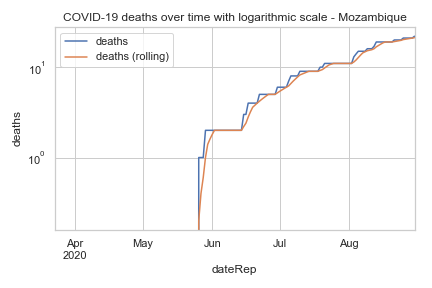 COVID-19 deaths over time with logarithmic scale - Mozambique
deaths
deaths (rolling)
10¹
10⁰
deaths
Apr
2020
May
Jun
Jul
Aug
dateRep